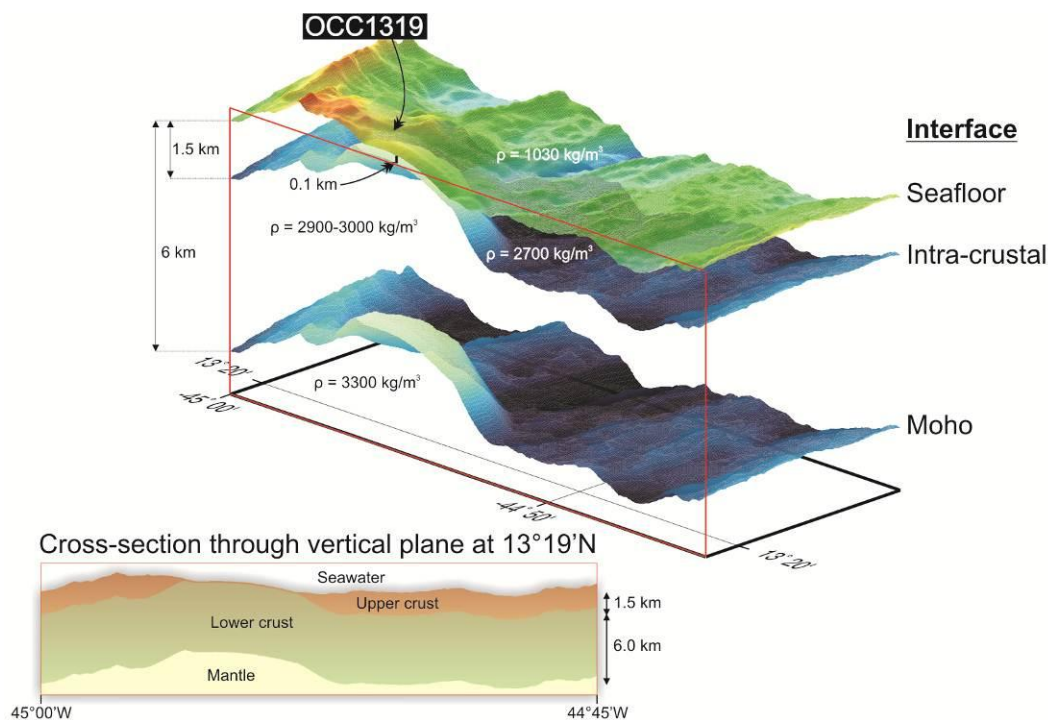 OCC1319
Interface
1.5 km
ρ = 1030 kg/m³
0.1 km
Seafloor
ρ = 2900-3000 kg/m³
6 km
ρ = 2700 kg/m³
Intra-crustal
13°20'
ρ = 3300 kg/m³
-45°00'
Moho
-44°50'
13°20'
Cross-section through vertical plane at 13°19’N
Seawater
Upper crust
1.5 km
Lower crust
6.0 km
Mantle
45°00’W
44°45’W